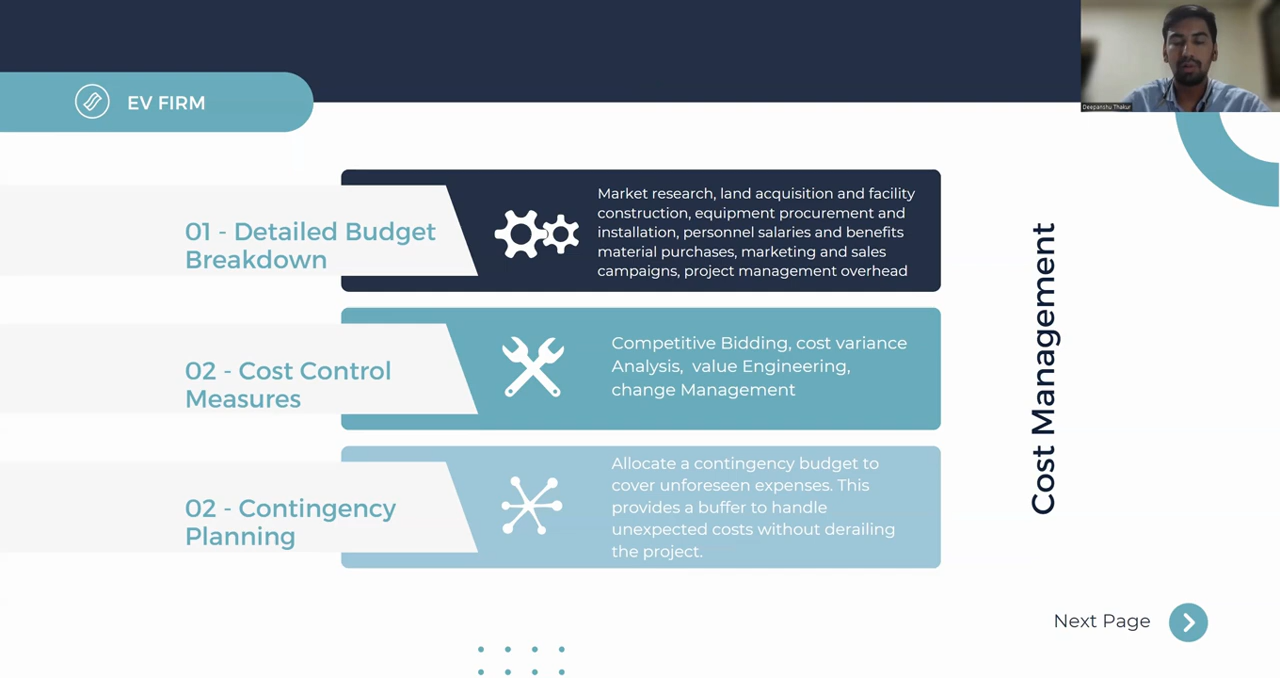 EV FIRM
Deepanshu Thakur
01 - Detailed Budget
Breakdown
Market research, land acquisition and facility
construction, equipment procurement and
installation, personnel salaries and benefits
material purchases, marketing and sales
campaigns, project management overhead
02 - Cost Control
Measures
Competitive Bidding, cost variance
Analysis, value Engineering,
change Management
02 - Contingency
Planning
Allocate a contingency budget to
cover unforeseen expenses. This
provides a buffer to handle
unexpected costs without derailing
the project.
Cost Management
Next Page